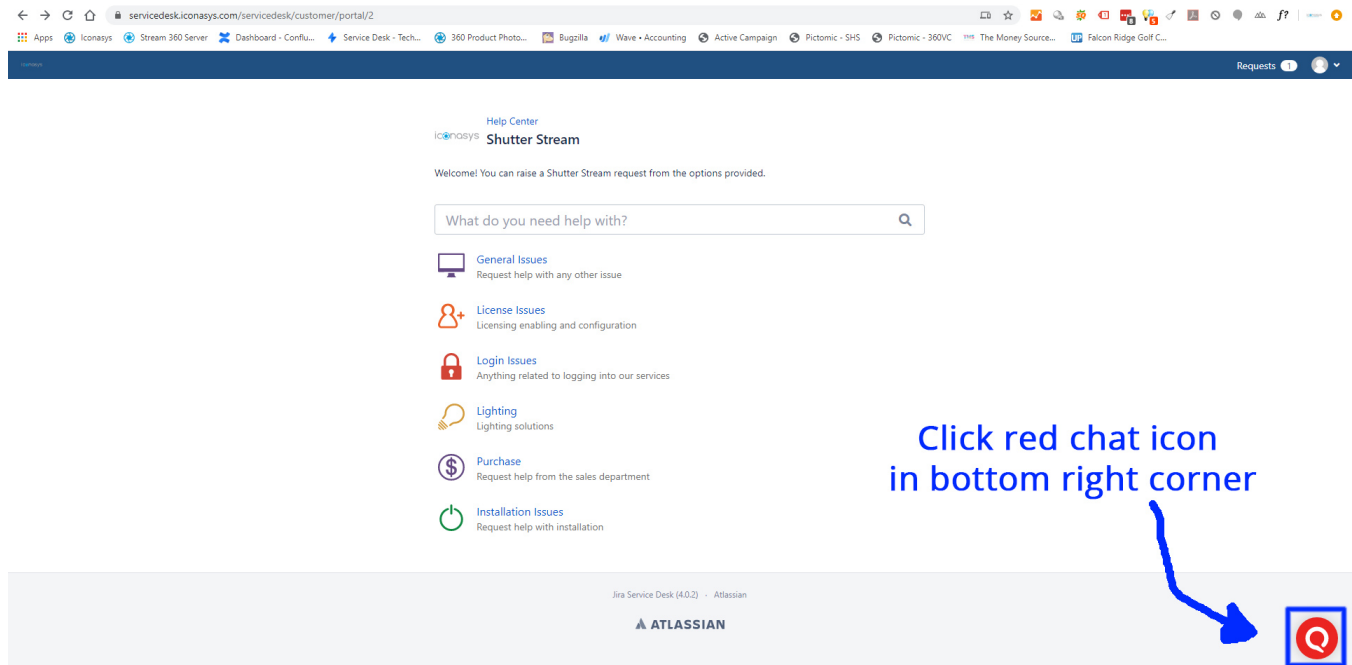 servicedesk.iconasys.com/servicedesk/customer/portal/2
f?
Apps Iconasys Stream 360 Server Dashboard - Conflu... Service Desk - Tech... 360 Product Photo... Bugzilla Wave • Accounting Active Campaign Pictomic - SHS Pictomic - 360VC TMS The Money Source... UP Falcon Ridge Golf C...
iconasys Requests 1
Help Center
iconasys Shutter Stream
Welcome! You can raise a Shutter Stream request from the options provided.
What do you need help with?
General Issues
Request help with any other issue
License Issues
Licensing enabling and configuration
Login Issues
Anything related to logging into our services
Lighting
Lighting solutions
Purchase
Request help from the sales department
Installation Issues
Request help with installation
Click red chat icon
in bottom right corner
Jira Service Desk (4.0.2) · Atlassian
ATLASSIAN